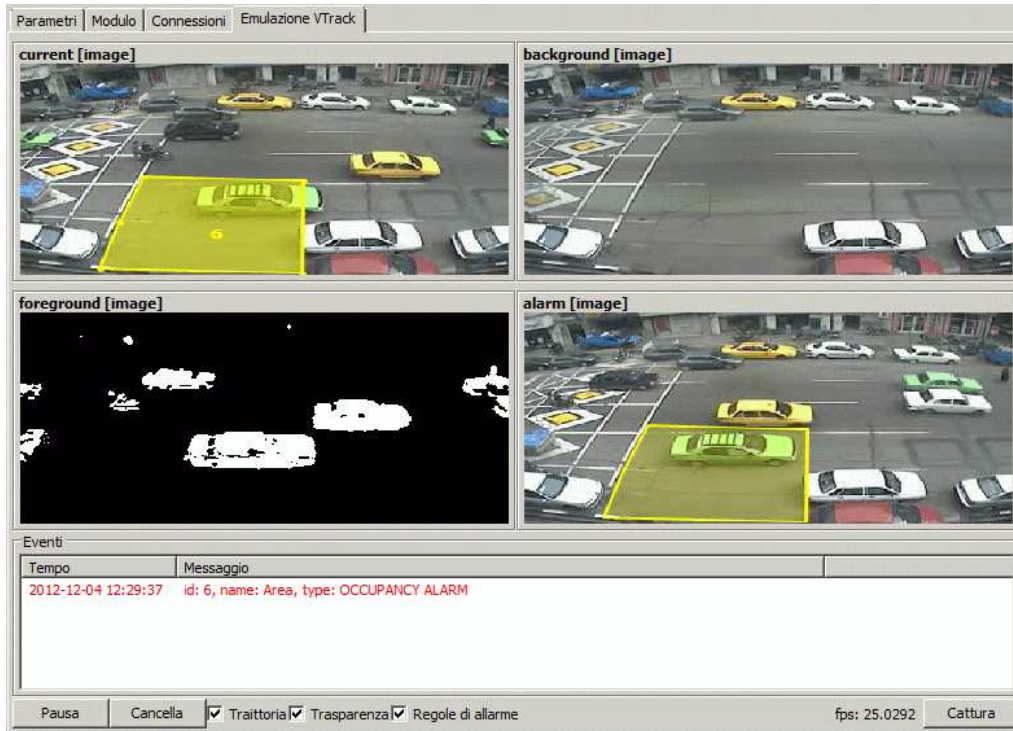 Parametri Modulo Connessioni Emulazione VTrack
current [image] background [image]
6
foreground [image] alarm [image]
Eventi
Tempo Messaggio
2012-12-04 12:29:37 id: 6, name: Area, type: OCCUPANCY ALARM
Pausa Cancella Traittoria Trasparenza Regole di allarme fps: 25.0292 Cattura